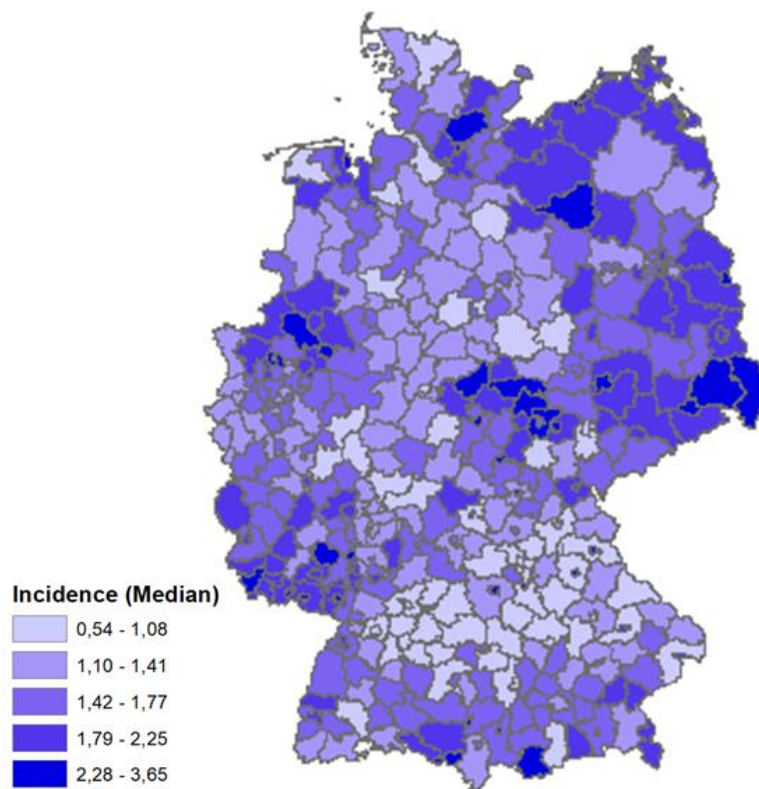 Incidence (Median)
0,54 - 1,08
1,10 - 1,41
1,42 - 1,77
1,79 - 2,25
2,28 - 3,65